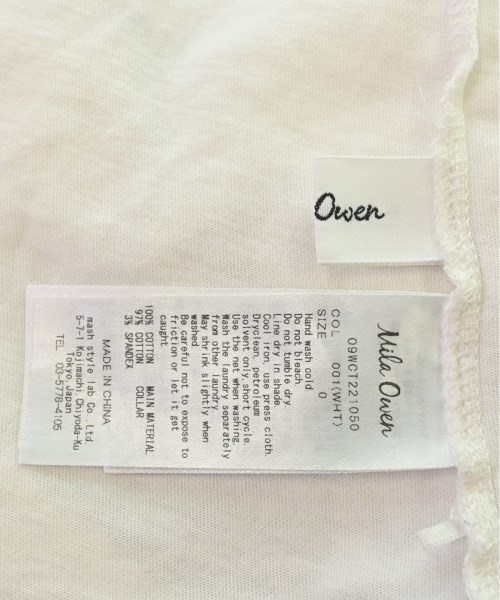 Owen
Mila Owen
09WCT221050
COL 001(WHT)
SIZE 0
Hand wash cold.
Do not bleach.
Do not tumble dry.
Line dry in shade.
Cool iron, use press cloth.
Dryclean, petroleum
solvent only,short cycle.
Use the net when washing.
Wash the laundry separately
from other laundry.
May shrink slightly when
washed.
Be careful not to expose to
friction or let it get
caught
100% COTTON MAIN MATERIAL
97% COTTON COLLAR
3% SPANDEX
MADE IN CHINA
mash style lab Co., Ltd.
5-7-1 Kojimachi,Chiyoda-Ku
Tokyo.Japan
TEL 03-6778-4105